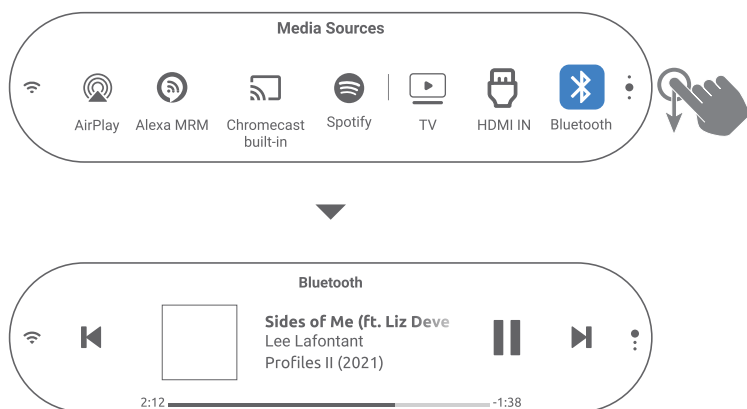 Media Sources
AirPlay Alexa MRM Chromecast built-in Spotify TV HDMI IN Bluetooth
Bluetooth
Sides of Me (ft. Liz Deve
Lee Lafontant
Profiles II (2021)
2:12 -1:38